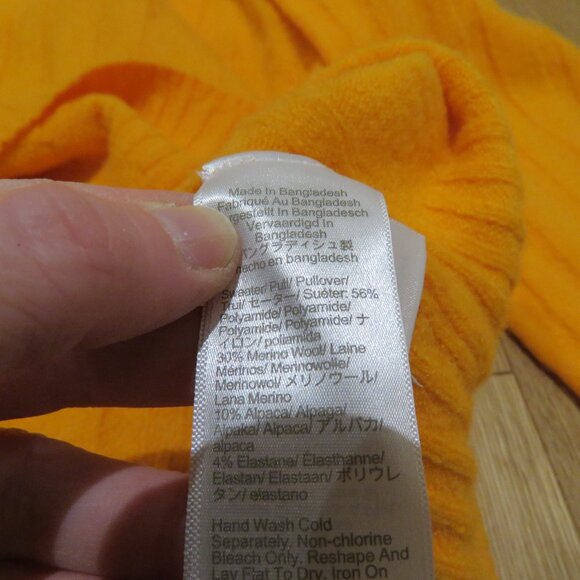 Made In Bangladesh
Fabriqué Au Bangladesh
rgestellt In Bangladesch
Vervaardigd In
Bangladesh
ングラディシュ製
hecho en bangladesh
Sweater/ Pull/ Pullover/
Trui/ セーター/ Suéter: 56%
Polyamide/ Polyamide/
Polyamid/ Polyamide/ ナ
イロン/ poliamida
30% Merino Wool/ Laine
Mérinos/ Merinowolle/
Merinowol/ メリノウール/
Lana Merino
10% Alpaca/ Alpaga/
Alpaka/ Alpaca/ アルパカ/
alpaca
4% Elastane/ Élasthanne/
Elastan/ Elastaan/ ポリウレ
タン/ elastano
Hand Wash Cold
Separately. Non-chlorine
Bleach Only. Reshape And
Lay Flat To Dry. Iron On